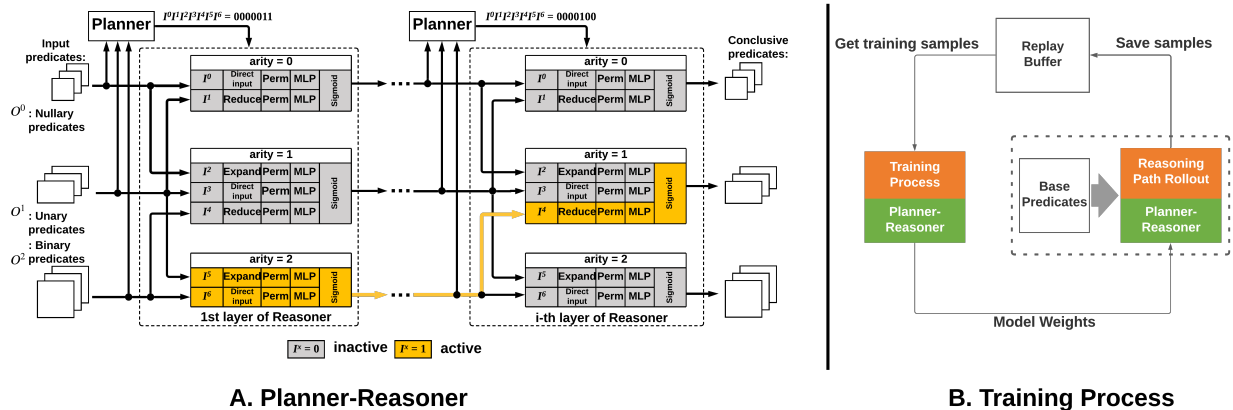 Planner
I⁰I¹I²I³I⁴I⁵I⁶ = 0000011
Planner
I⁰I¹I²I³I⁴I⁵I⁶ = 0000100
Input
predicates:
O⁰ : Nullary
predicates
O¹
: Unary
predicates
O² : Binary
predicates
arity = 0
I⁰ Direct input Perm MLP
I¹ Reduce Perm MLP
Sigmoid
arity = 1
I² Expand Perm MLP
I³ Direct input Perm MLP
I⁴ Reduce Perm MLP
Sigmoid
arity = 2
I⁵ Expand Perm MLP
I⁶ Direct input Perm MLP
Sigmoid
1st layer of Reasoner
...
...
...
arity = 0
I⁰ Direct input Perm MLP
I¹ Reduce Perm MLP
Sigmoid
arity = 1
I² Expand Perm MLP
I³ Direct input Perm MLP
I⁴ Reduce Perm MLP
Sigmoid
arity = 2
I⁵ Expand Perm MLP
I⁶ Direct input Perm MLP
Sigmoid
i-th layer of Reasoner
Conclusive
predicates:
Iˣ = 0 inactive Iˣ = 1 active
A. Planner-Reasoner
Get training samples
Replay
Buffer
Save samples
Training
Process
Planner-
Reasoner
Base
Predicates
Reasoning
Path Rollout
Planner-
Reasoner
Model Weights
B. Training Process